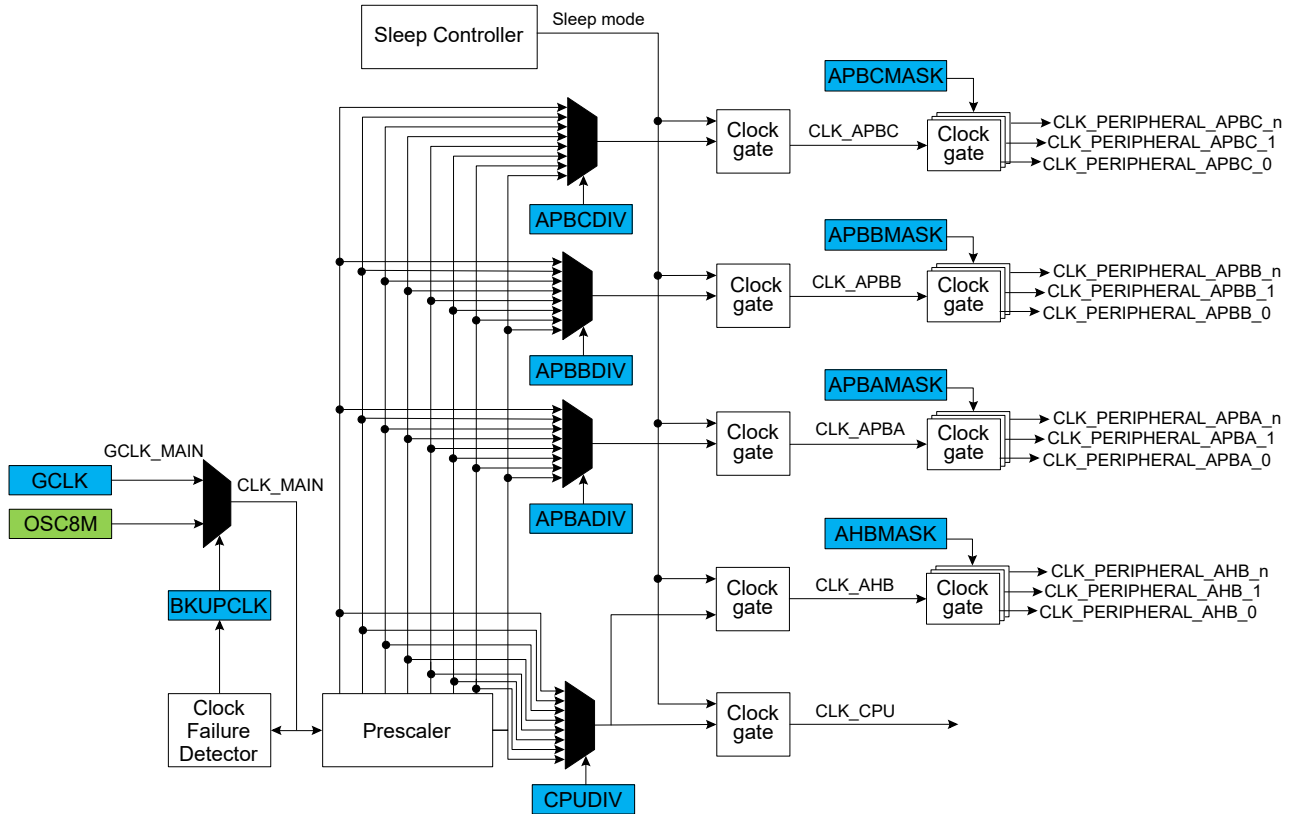 Sleep mode
Sleep Controller
APBCMASK
Clock
gate
CLK_APBC
Clock
gate
CLK_PERIPHERAL_APBC_n
CLK_PERIPHERAL_APBC_1
CLK_PERIPHERAL_APBC_0
APBCDIV
APBBMASK
Clock
gate
CLK_APBB
Clock
gate
CLK_PERIPHERAL_APBB_n
CLK_PERIPHERAL_APBB_1
CLK_PERIPHERAL_APBB_0
APBBDIV
APBAMASK
Clock
gate
CLK_APBA
Clock
gate
CLK_PERIPHERAL_APBA_n
CLK_PERIPHERAL_APBA_1
CLK_PERIPHERAL_APBA_0
GCLK_MAIN
GCLK
CLK_MAIN
OSC8M
APBADIV
AHBMASK
BKUPCLK
Clock
gate
CLK_AHB
Clock
gate
CLK_PERIPHERAL_AHB_n
CLK_PERIPHERAL_AHB_1
CLK_PERIPHERAL_AHB_0
Clock
Failure
Detector
Prescaler
Clock
gate
CLK_CPU
CPUDIV